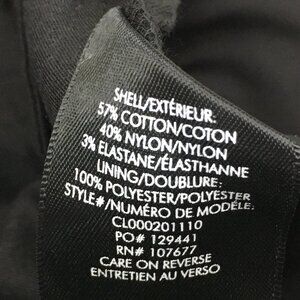 SHELL/EXTÉRIEUR:
57% COTTON/COTON
40% NYLON/NYLON
3% ELASTANE/ÉLASTHANNE
LINING/DOUBLURE:
100% POLYESTER/POLYESTER
STYLE#/NUMÉRO DE MODÈLE:
CL000201110
PO# 129441
RN# 107677
CARE ON REVERSE
ENTRETIEN AU VERSO